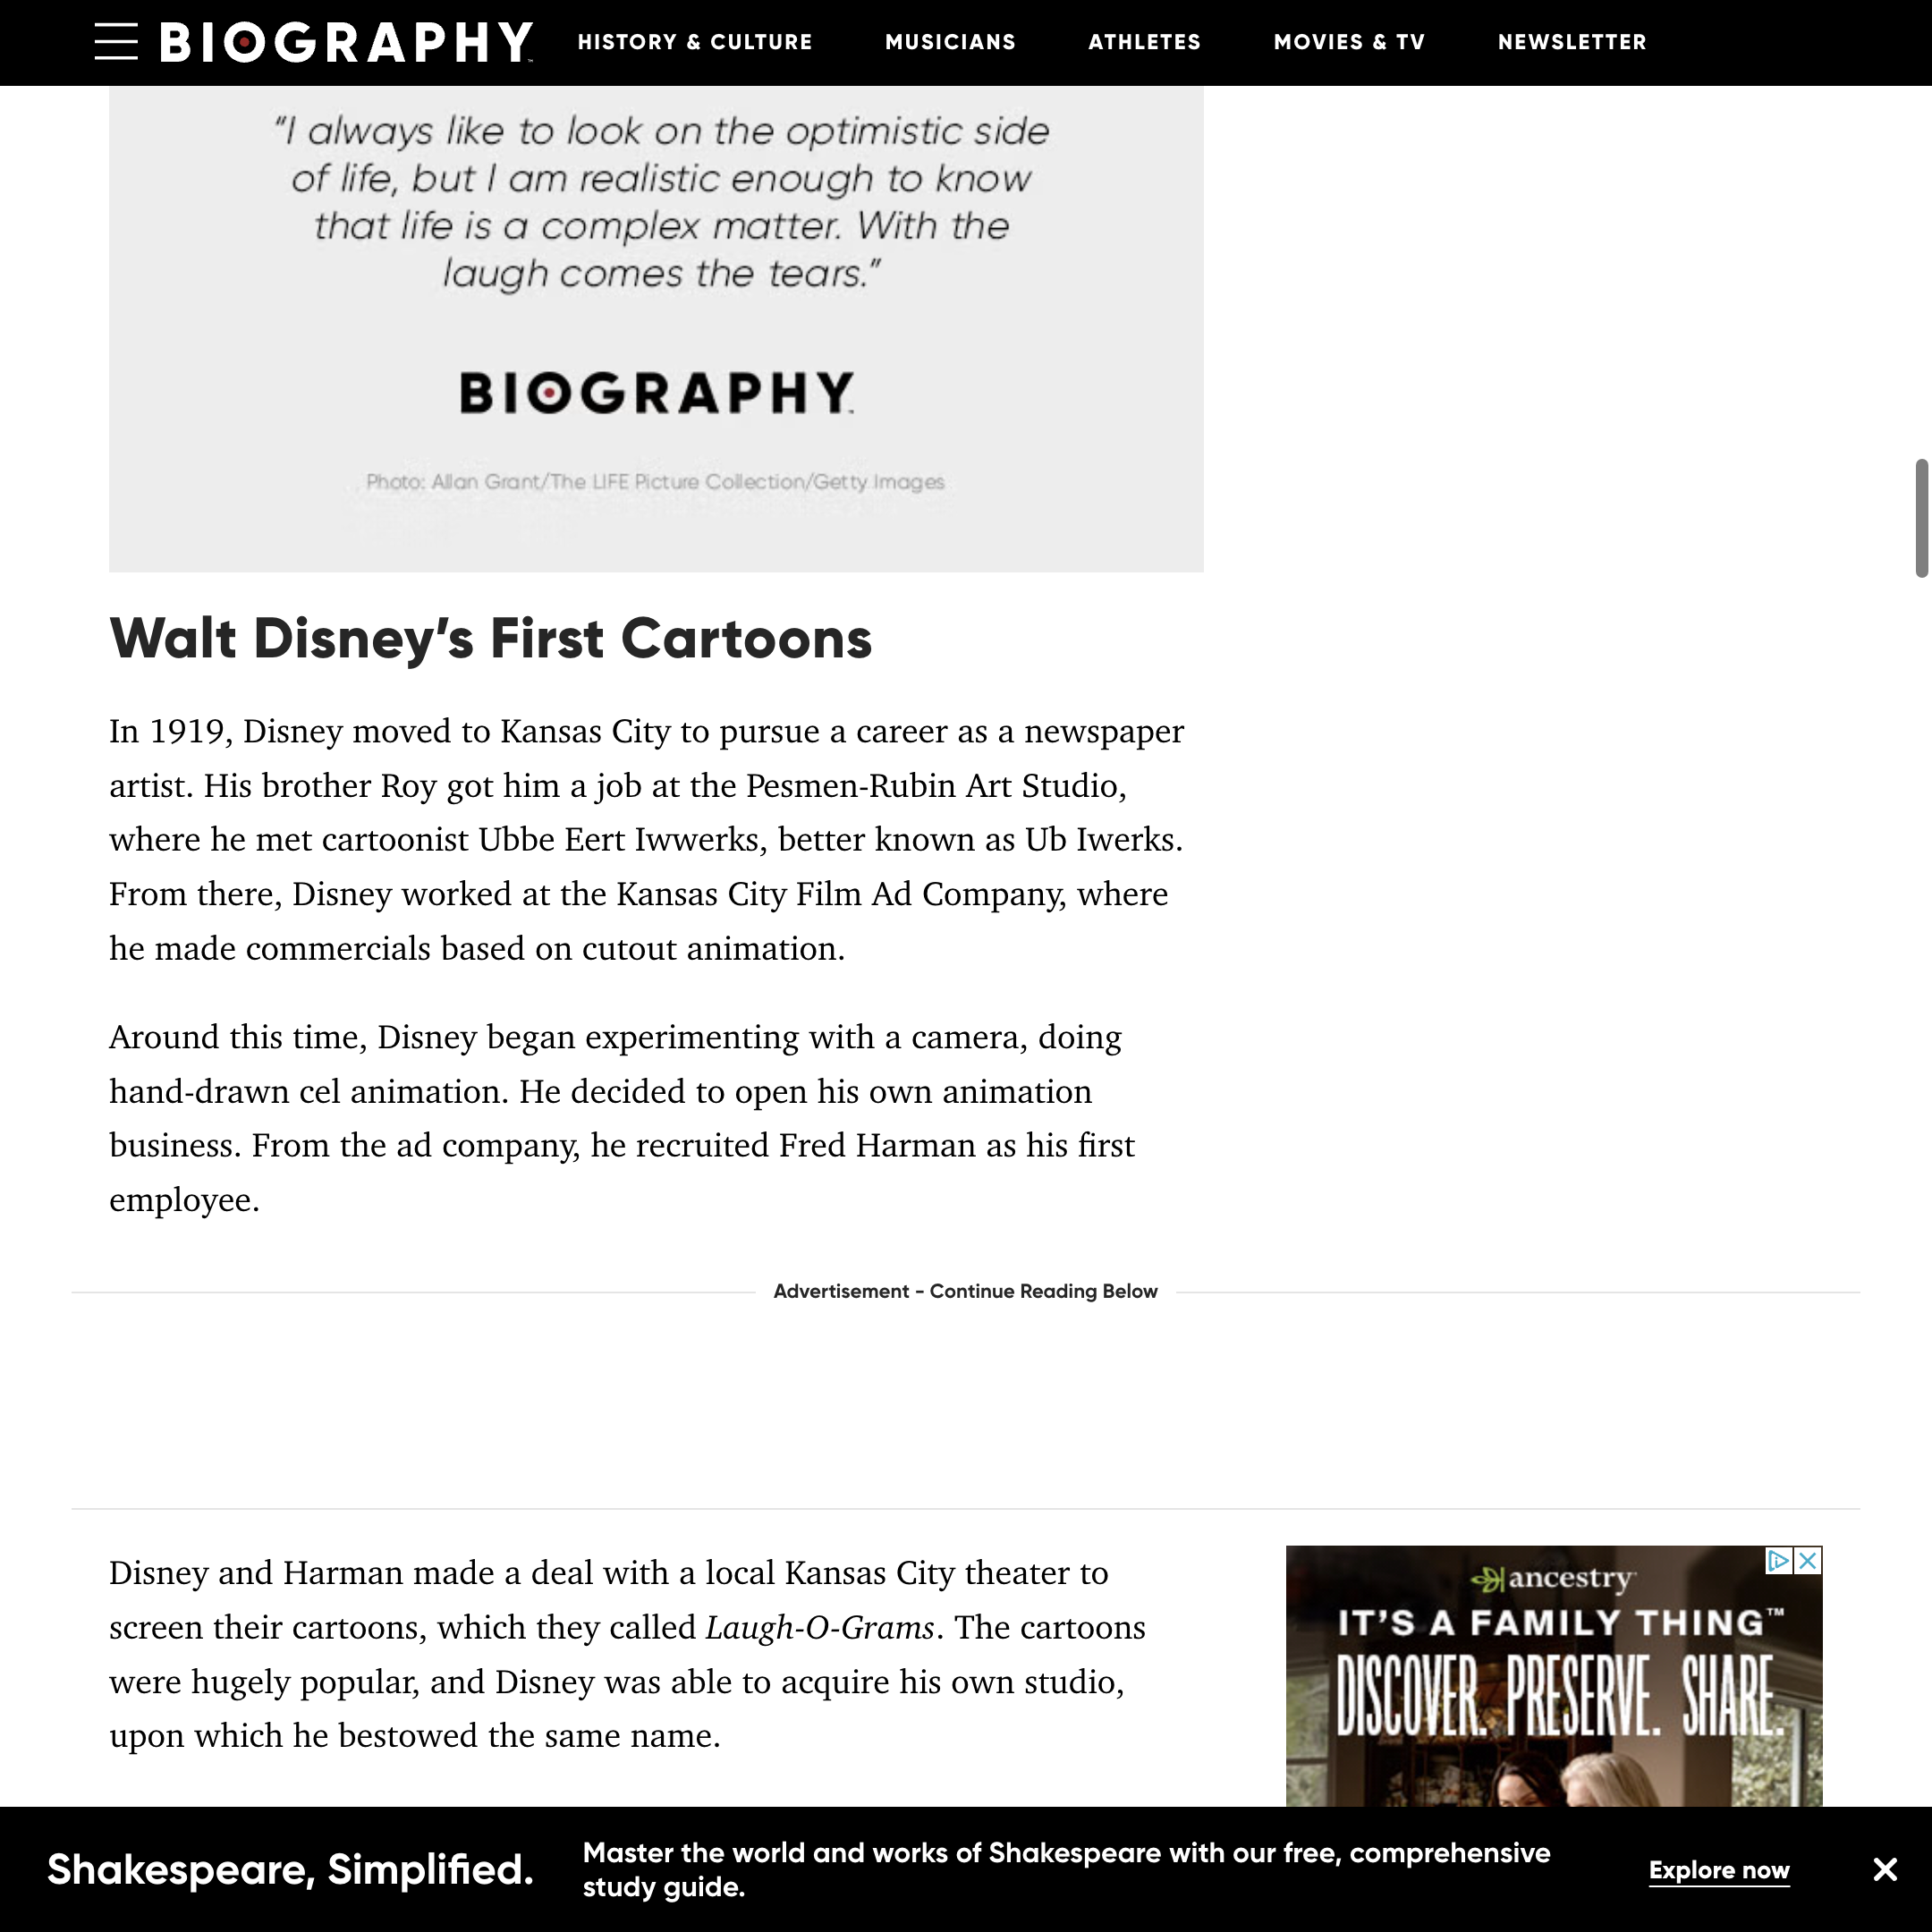 BIOGRAPHY
HISTORY & CULTURE
MUSICIANS
ATHLETES
MOVIES & TV
NEWSLETTER
“I always like to look on the optimistic side
of life, but I am realistic enough to know
that life is a complex matter. With the
laugh comes the tears.”
BIOGRAPHY
Photo: Allan Grant/The LIFE Picture Collection/Getty Images
Walt Disney’s First Cartoons
In 1919, Disney moved to Kansas City to pursue a career as a newspaper
artist. His brother Roy got him a job at the Pesmen-Rubin Art Studio,
where he met cartoonist Ubbe Eert Iwwerks, better known as Ub Iwerks.
From there, Disney worked at the Kansas City Film Ad Company, where
he made commercials based on cutout animation.
Around this time, Disney began experimenting with a camera, doing
hand-drawn cel animation. He decided to open his own animation
business. From the ad company, he recruited Fred Harman as his first
employee.
Advertisement - Continue Reading Below
Disney and Harman made a deal with a local Kansas City theater to
screen their cartoons, which they called Laugh-O-Grams. The cartoons
were hugely popular, and Disney was able to acquire his own studio,
upon which he bestowed the same name.
ancestry
IT’S A FAMILY THING™
DISCOVER. PRESERVE. SHARE.
Shakespeare, Simplified.
Master the world and works of Shakespeare with our free, comprehensive
study guide.
Explore now